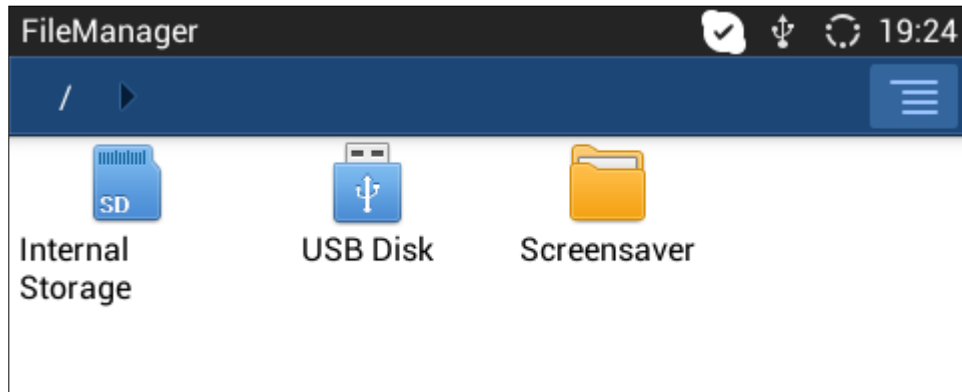 FileManager 19:24
/
SD
Internal Storage
USB Disk
Screensaver